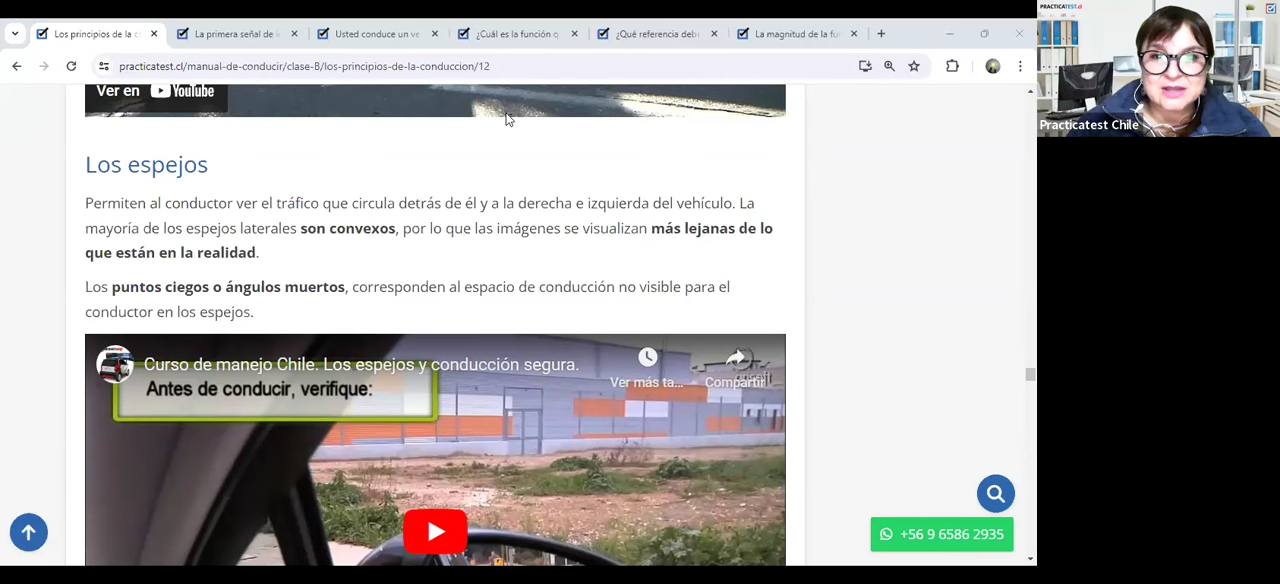 PRACTICATEST.cl
Los principios de la c
La primera señal de
Usted conduce un ve
¿Cuál es la función q
¿Qué referencia debe
La magnitud de la fu
practicatest.cl/manual-de-conducir/clase-B/los-principios-de-la-conduccion/12
Practicatest Chile
Ver en YouTube
Los espejos
Permiten al conductor ver el tráfico que circula detrás de él y a la derecha e izquierda del vehículo. La
mayoría de los espejos laterales son convexos, por lo que las imágenes se visualizan más lejanas de lo
que están en la realidad.
Los puntos ciegos o ángulos muertos, corresponden al espacio de conducción no visible para el
conductor en los espejos.
Curso de manejo Chile. Los espejos y conducción segura.
Ver más ta...
Compartir
Antes de conducir, verifique:
+56 9 6586 2935